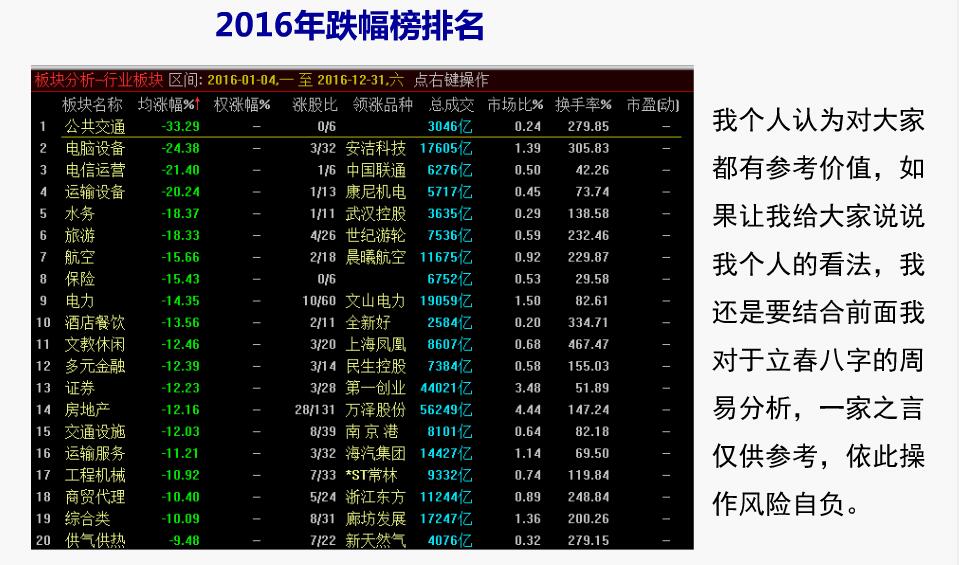 2016年跌幅榜排名
板块分析--行业板块 区间: 2016-01-04,一 至 2016-12-31,六 点右键操作
板块名称 均涨幅%↑ 权涨幅% 涨股比 领涨品种 总成交 市场比% 换手率% 市盈(动)
1 公共交通 -33.29 — 0/6 3046亿 0.24 279.85 —
2 电脑设备 -24.38 — 3/32 安洁科技 17605亿 1.39 305.83 —
3 电信运营 -21.40 — 1/6 中国联通 6276亿 0.50 42.26 —
4 运输设备 -20.24 — 1/13 康尼机电 5717亿 0.45 73.74 —
5 水务 -18.37 — 1/11 武汉控股 3635亿 0.29 138.58 —
6 旅游 -18.33 — 4/26 世纪游轮 7536亿 0.59 232.46 —
7 航空 -15.66 — 2/18 晨曦航空 11675亿 0.92 229.87 —
8 保险 -15.43 — 0/6 6752亿 0.53 29.58 —
9 电力 -14.35 — 10/60 文山电力 19059亿 1.50 82.61 —
10 酒店餐饮 -13.56 — 2/11 全新好 2584亿 0.20 334.71 —
11 文教休闲 -12.46 — 3/20 上海凤凰 8607亿 0.68 467.47 —
12 多元金融 -12.39 — 3/14 民生控股 7384亿 0.58 155.03 —
13 证券 -12.23 — 3/28 第一创业 44021亿 3.48 51.89 —
14 房地产 -12.16 — 28/131 万泽股份 56249亿 4.44 147.24 —
15 交通设施 -12.03 — 8/39 南 京 港 8101亿 0.64 82.18 —
16 运输服务 -11.21 — 3/32 海汽集团 14427亿 1.14 69.50 —
17 工程机械 -10.92 — 7/33 *ST常林 9332亿 0.74 119.84 —
18 商贸代理 -10.40 — 5/24 浙江东方 11244亿 0.89 248.84 —
19 综合类 -10.09 — 8/31 廊坊发展 17247亿 1.36 200.26 —
20 供气供热 -9.48 — 7/22 新天然气 4076亿 0.32 279.15 —
我个人认为对大家
都有参考价值，如
果让我给大家说说
我个人的看法，我
还是要结合前面我
对于立春八字的周
易分析，一家之言
仅供参考，依此操
作风险自负。